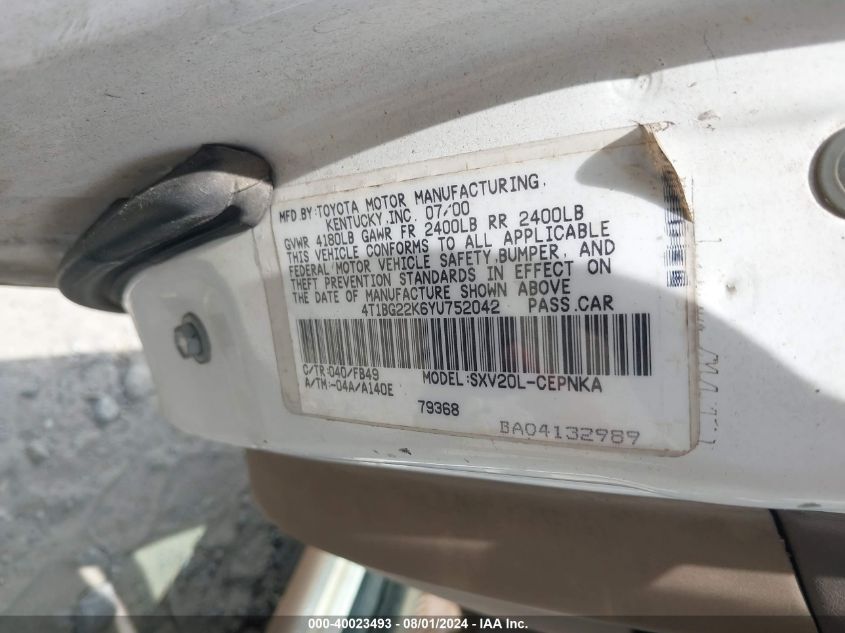 MFD BY:TOYOTA MOTOR MANUFACTURING,
KENTUCKY,INC. 07/00
GVWR 4180LB GAWR FR 2400LB RR 2400LB
THIS VEHICLE CONFORMS TO ALL APPLICABLE
FEDERAL MOTOR VEHICLE SAFETY,BUMPER, AND
THEFT PREVENTION STANDARDS IN EFFECT ON
THE DATE OF MANUFACTURE SHOWN ABOVE
4T1BG22K6YU752042 PASS.CAR
C/TR:040/FB49
A/TM:-04A/A140E
MODEL:SXV20L-CEPNKA
79368
BA04132989
000-40023493 - 08/01/2024 - IAAI.com